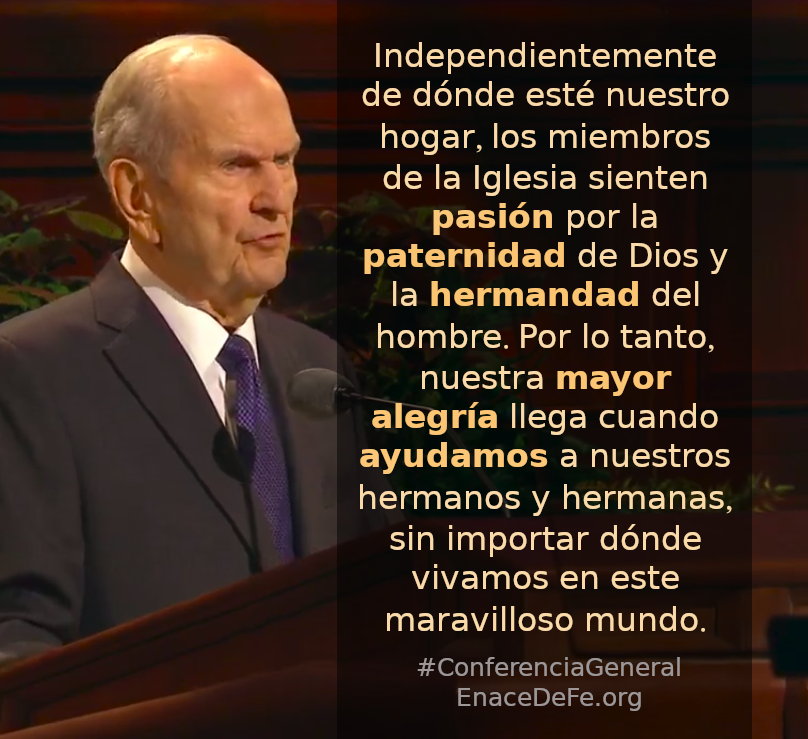 Independientemente
de dónde esté nuestro
hogar, los miembros
de la Iglesia sienten
pasión por la
paternidad de Dios y
la hermandad del
hombre. Por lo tanto,
nuestra mayor
alegría llega cuando
ayudamos a nuestros
hermanos y hermanas,
sin importar dónde
vivamos en este
maravilloso mundo.
#ConferenciaGeneral
EnaceDeFe.org